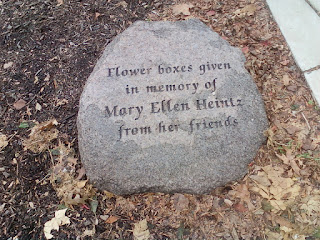 Flower boxes given
in memory of
Mary Ellen Heintz
from her friends